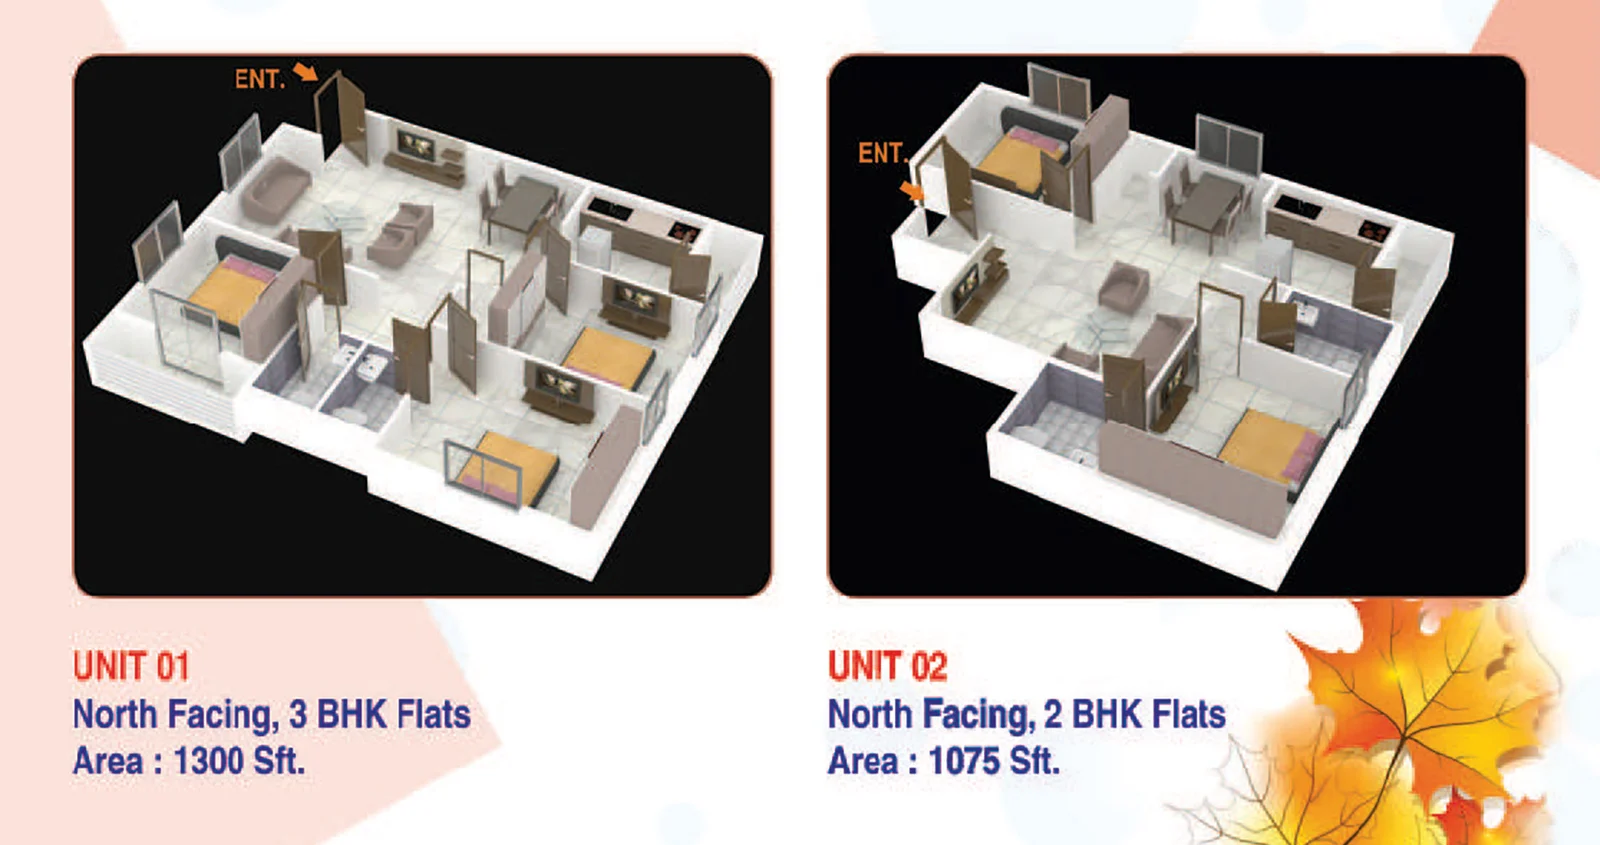 ENT.
UNIT 01
North Facing, 3 BHK Flats
Area : 1300 Sft.
ENT.
UNIT 02
North Facing, 2 BHK Flats
Area : 1075 Sft.